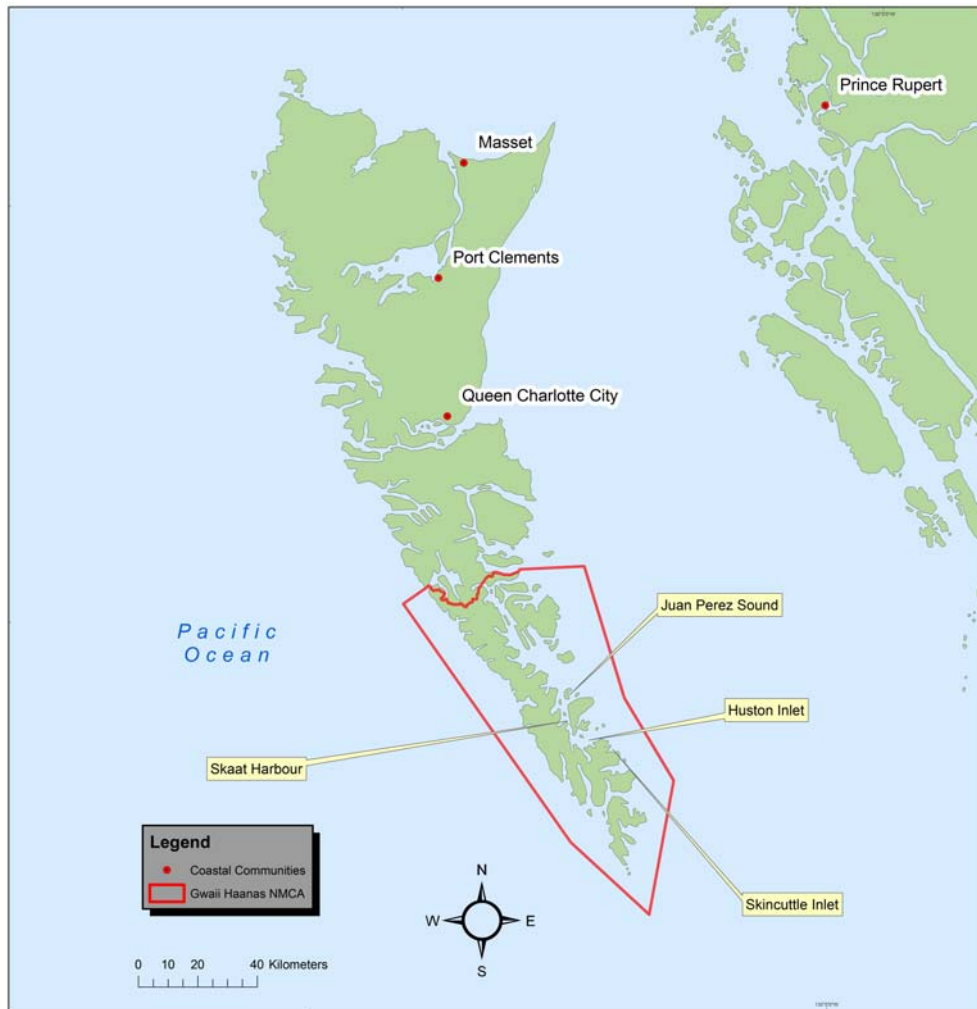 Prince Rupert
Masset
Port Clements
Queen Charlotte City
Juan Perez Sound
Pacific
Ocean
Huston Inlet
Skaat Harbour
Legend
Coastal Communities
Gwaii Haanas NMCA
N
W
E
S
Skincuttle Inlet
0 10 20 40 Kilometers